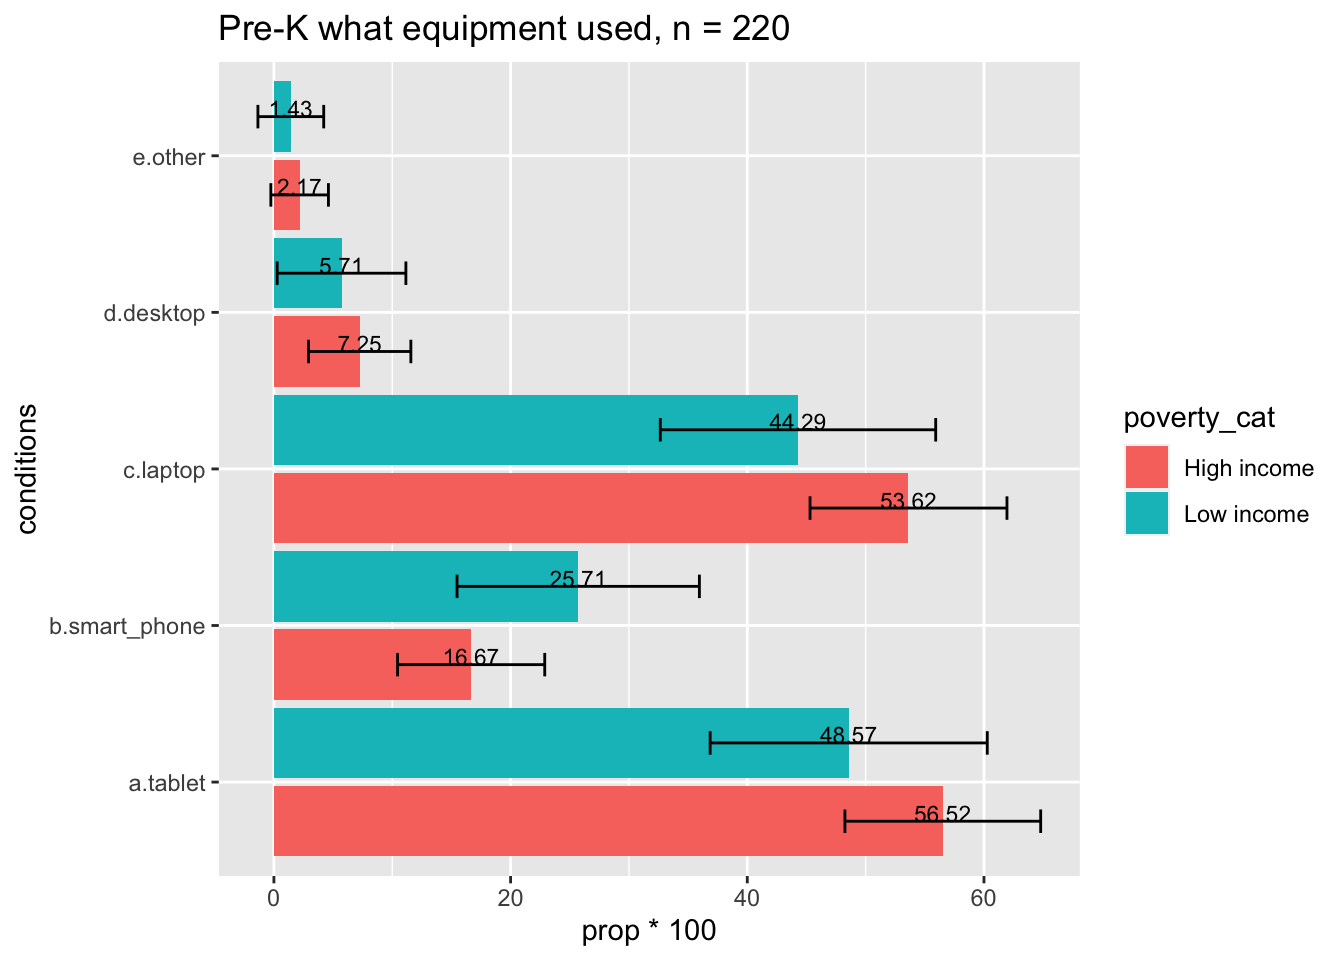 Pre-K what equipment used, n = 220
conditions
e.other
1.43
2.17
d.desktop
5.71
7.25
c.laptop
44.29
53.62
b.smart_phone
25.71
16.67
a.tablet
48.57
56.52
0 20 40 60
prop * 100
poverty_cat
High income
Low income